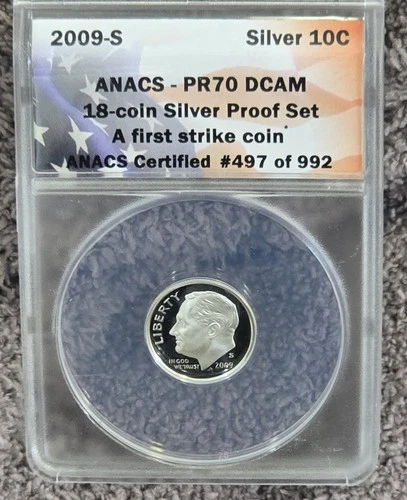 2009-S Silver 10C
ANACS - PR70 DCAM
18-coin Silver Proof Set
A first strike coin*
ANACS Certified #497 of 992
LIBERTY
S
IN GOD
WE TRUST 2009